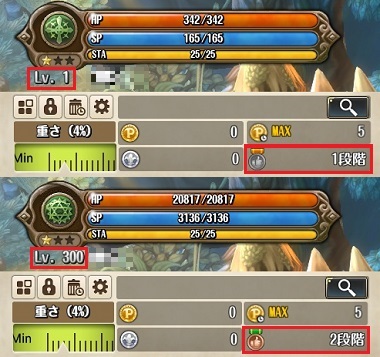 HP 342/342
SP 165/165
STA 25/25
Lv. 1
重さ (4%) P 0 P MAX 5
Min 0 1段階
HP 20817/20817
SP 3136/3136
STA 25/25
Lv. 300
重さ (4%) P 0 P MAX 5
Min 0 2段階